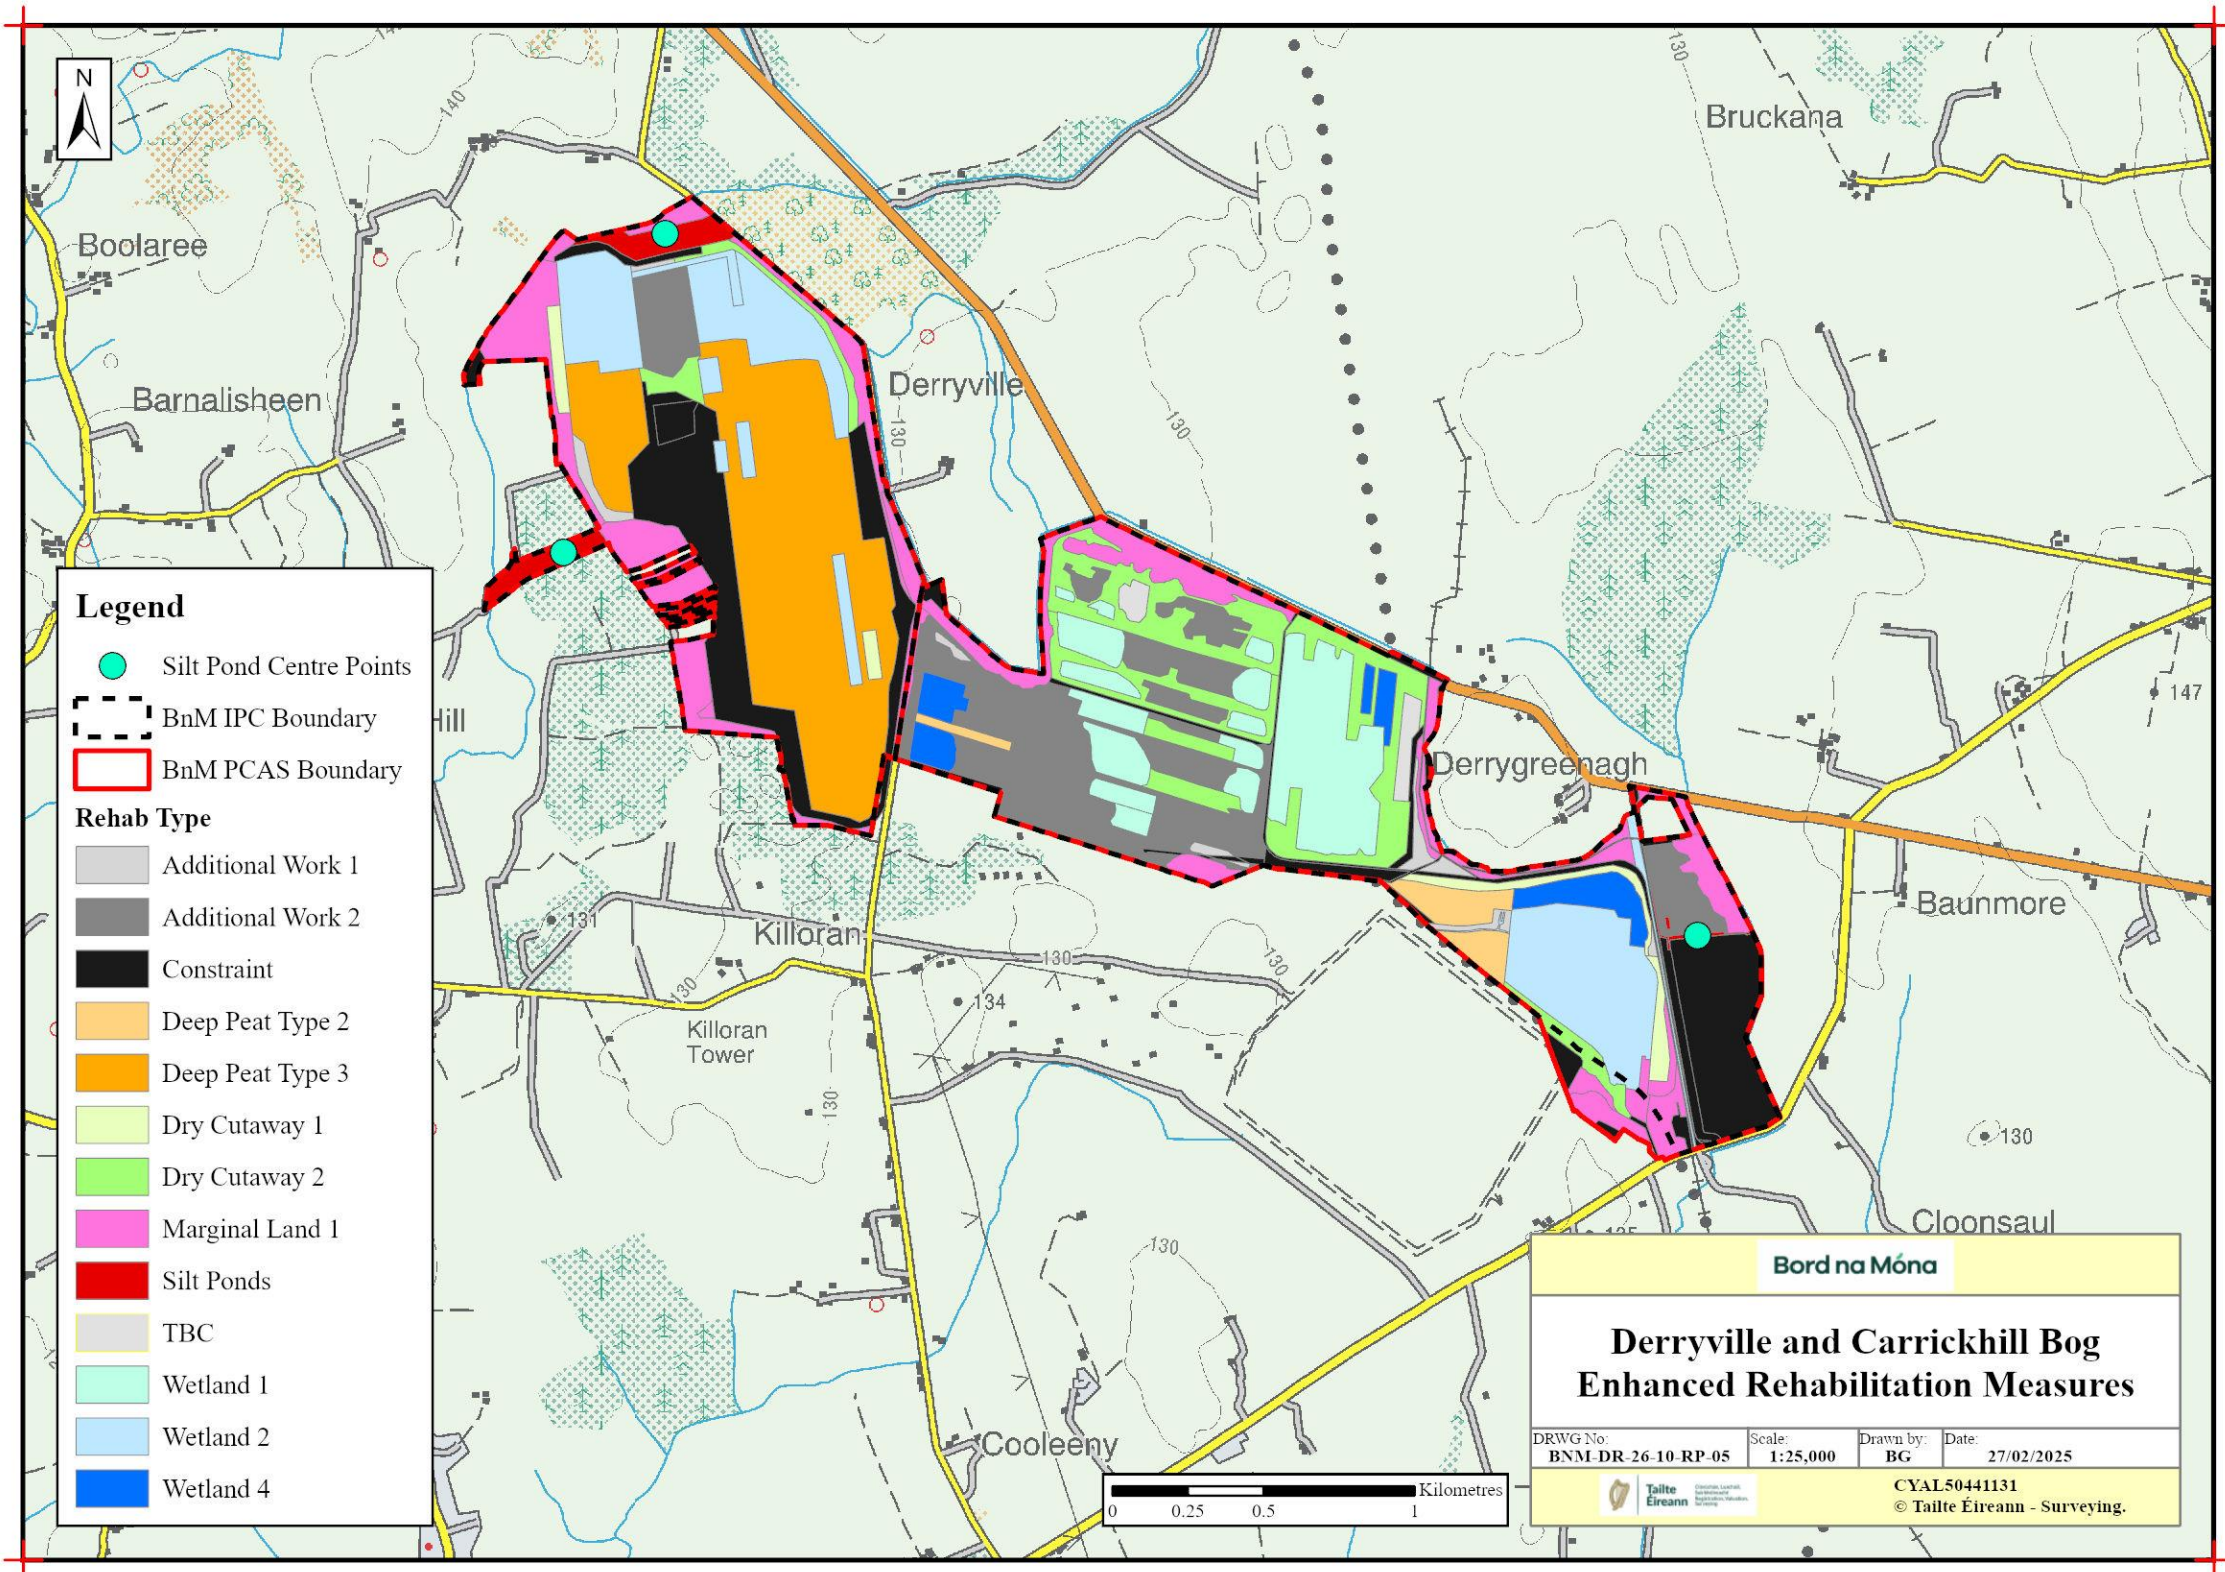 N
140
130
Bruckana
Boolaree
Barnalisheen
Derryville
130
130
147
Hill
Derrygreenagh
Baunmore
131
Killoran
130
130
130
134
Killoran
Tower
130
130
Cloonsaul
130
Cooleeny
Legend
Silt Pond Centre Points
BnM IPC Boundary
BnM PCAS Boundary
Rehab Type
Additional Work 1
Additional Work 2
Constraint
Deep Peat Type 2
Deep Peat Type 3
Dry Cutaway 1
Dry Cutaway 2
Marginal Land 1
Silt Ponds
TBC
Wetland 1
Wetland 2
Wetland 4
Kilometres
0 0.25 0.5 1
Bord na Móna
Derryville and Carrickhill Bog
Enhanced Rehabilitation Measures
DRWG No: Scale: Drawn by: Date:
BNM-DR-26-10-RP-05 1:25,000 BG 27/02/2025
Tailte
Éireann
CYAL50441131
© Tailte Éireann - Surveying.